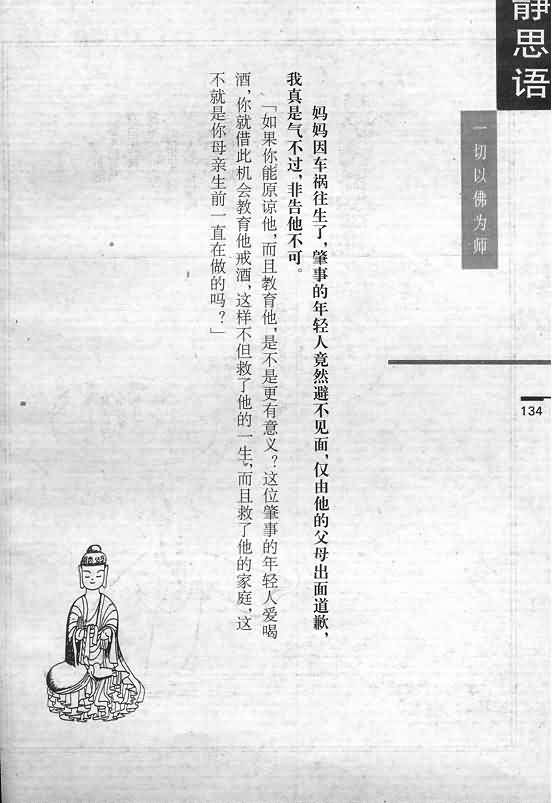 静思语
一切以佛为师
134
妈妈因车祸往生了，肇事的年轻人竟然避不见面，仅由他的父母出面道歉，
我真是气不过，非告他不可。
「如果你能原谅他，而且教育他，是不是更有意义？这位肇事的年轻人爱喝
酒，你就借此机会教育他戒酒，这样不但救了他的一生，而且救了他的家庭，这
不就是你母亲生前一直在做的吗？」